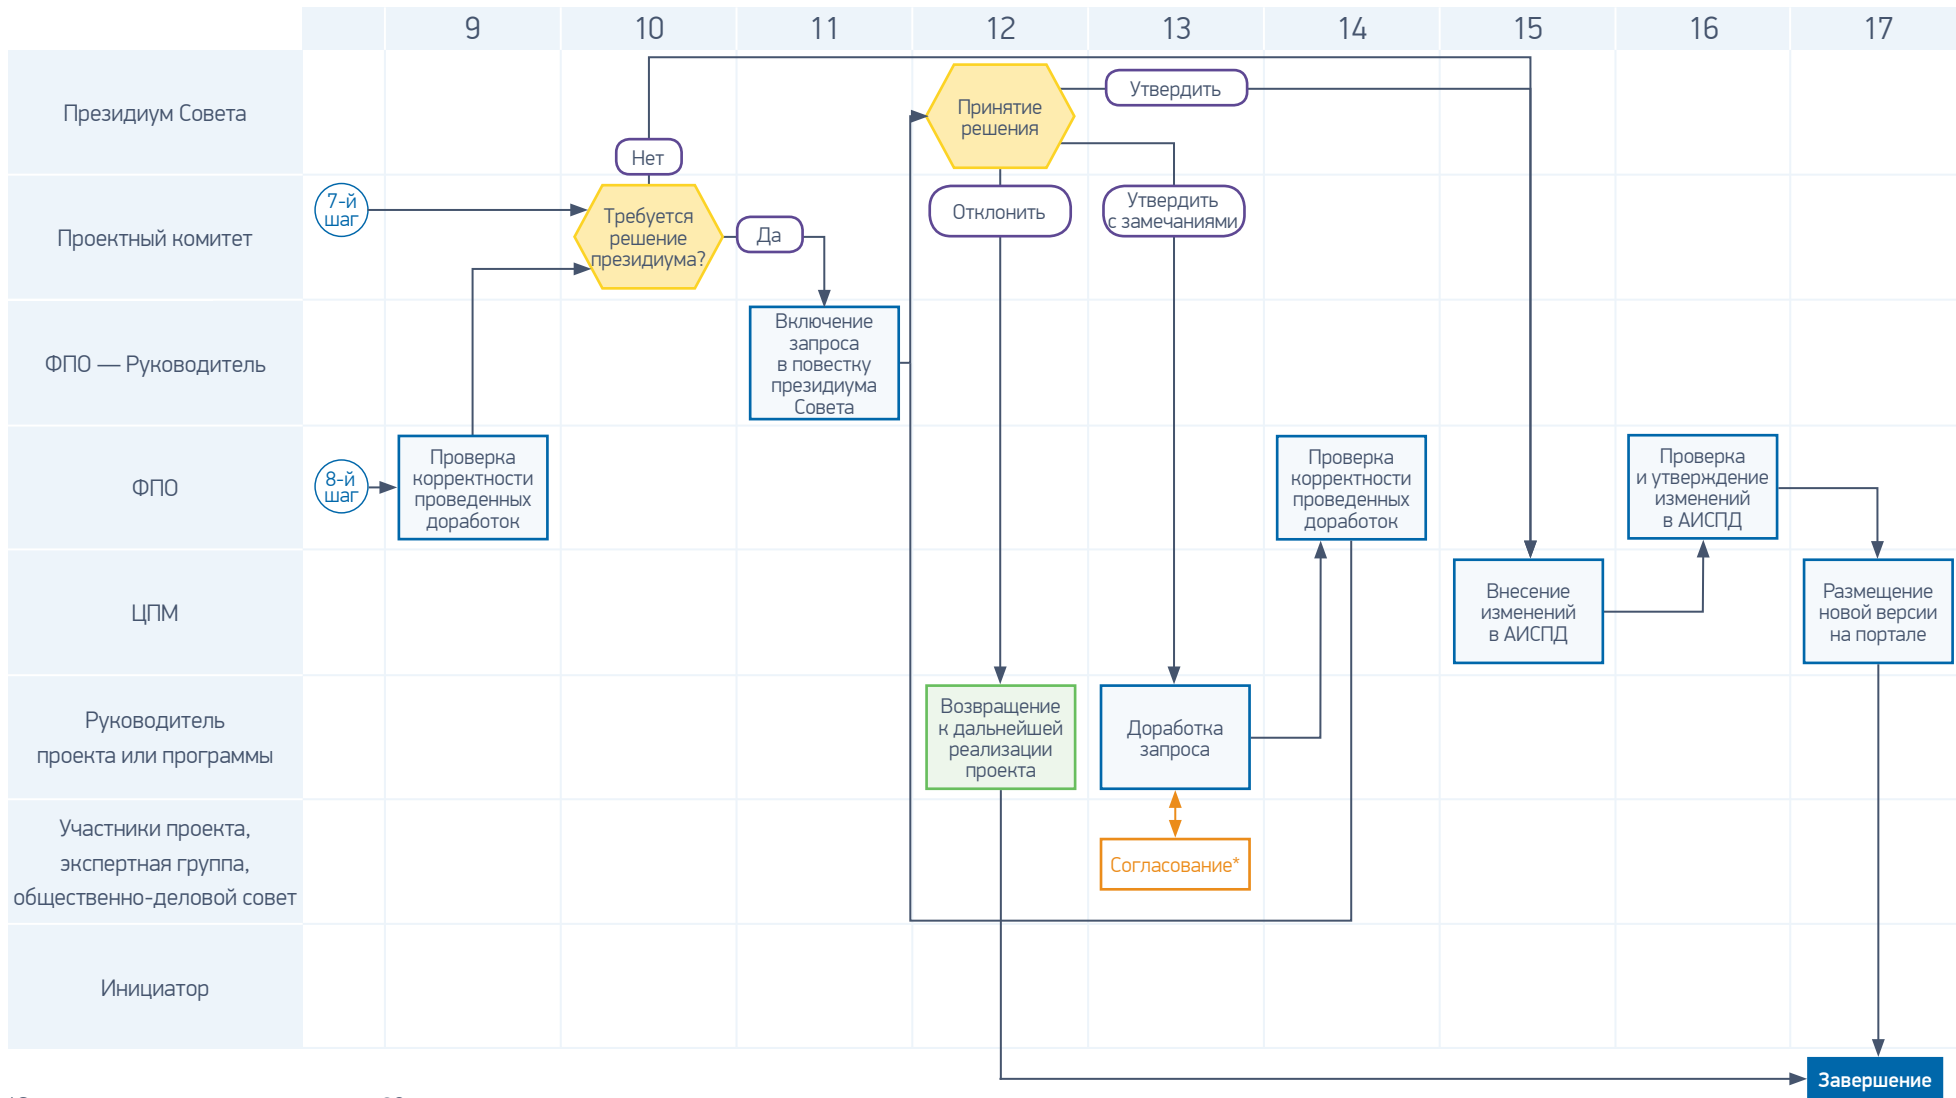 9 10 11 12 13 14 15 16 17
Президиум Совета
Принятие
решения
Утвердить
Нет
Проектный комитет
7-й
шаг
Требуется
решение
президиума?
Да
Отклонить
Утвердить
с замечаниями
ФПО — Руководитель
Включение
запроса
в повестку
президиума
Совета
ФПО
8-й
шаг
Проверка
корректности
проведенных
доработок
Проверка
корректности
проведенных
доработок
Проверка
и утверждение
изменений
в АИСПД
ЦПМ
Внесение
изменений
в АИСПД
Размещение
новой версии
на портале
Руководитель
проекта или программы
Возвращение
к дальнейшей
реализации
проекта
Доработка
запроса
Участники проекта,
экспертная группа,
общественно-деловой совет
Согласование*
Инициатор
Завершение